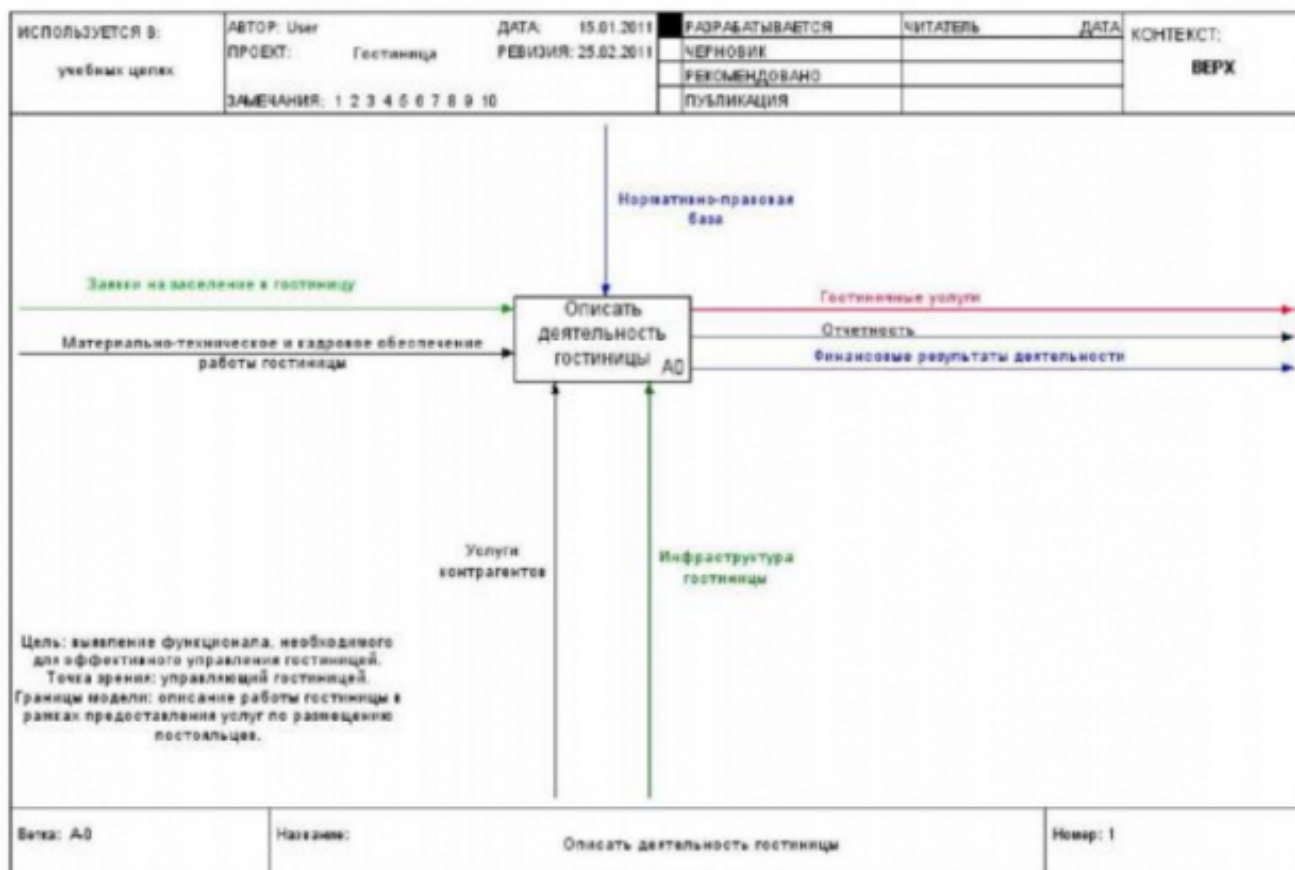 ИСПОЛЬЗУЕТСЯ В:
учебных целях
АВТОР: User
ДАТА: 15.01.2011
ПРОЕКТ: Гостиница
РЕВИЗИЯ: 25.02.2011
ЗАМЕЧАНИЯ: 1 2 3 4 5 6 7 8 9 10
РАЗРАБАТЫВАЕТСЯ
ЧЕРНОВИК
РЕКОМЕНДОВАНО
ПУБЛИКАЦИЯ
ЧИТАТЕЛЬ
ДАТА
КОНТЕКСТ:
ВЕРХ
Нормативно-правовая
база
Заявки на заселение в гостиницу
Материально-техническое и кадровое обеспечение
работы гостиницы
Описать
деятельность
гостиницы
A0
Гостиничные услуги
Отчетность
Финансовые результаты деятельности
Услуги
контрагентов
Инфраструктура
гостиницы
Цель: выявление функционала, необходимого
для эффективного управления гостиницей.
Точка зрения: управляющий гостиницей.
Границы модели: описание работы гостиницы в
рамках предоставления услуг по размещению
постояльцев.
Ветка: A-0
Название:
Описать деятельность гостиницы
Номер: 1